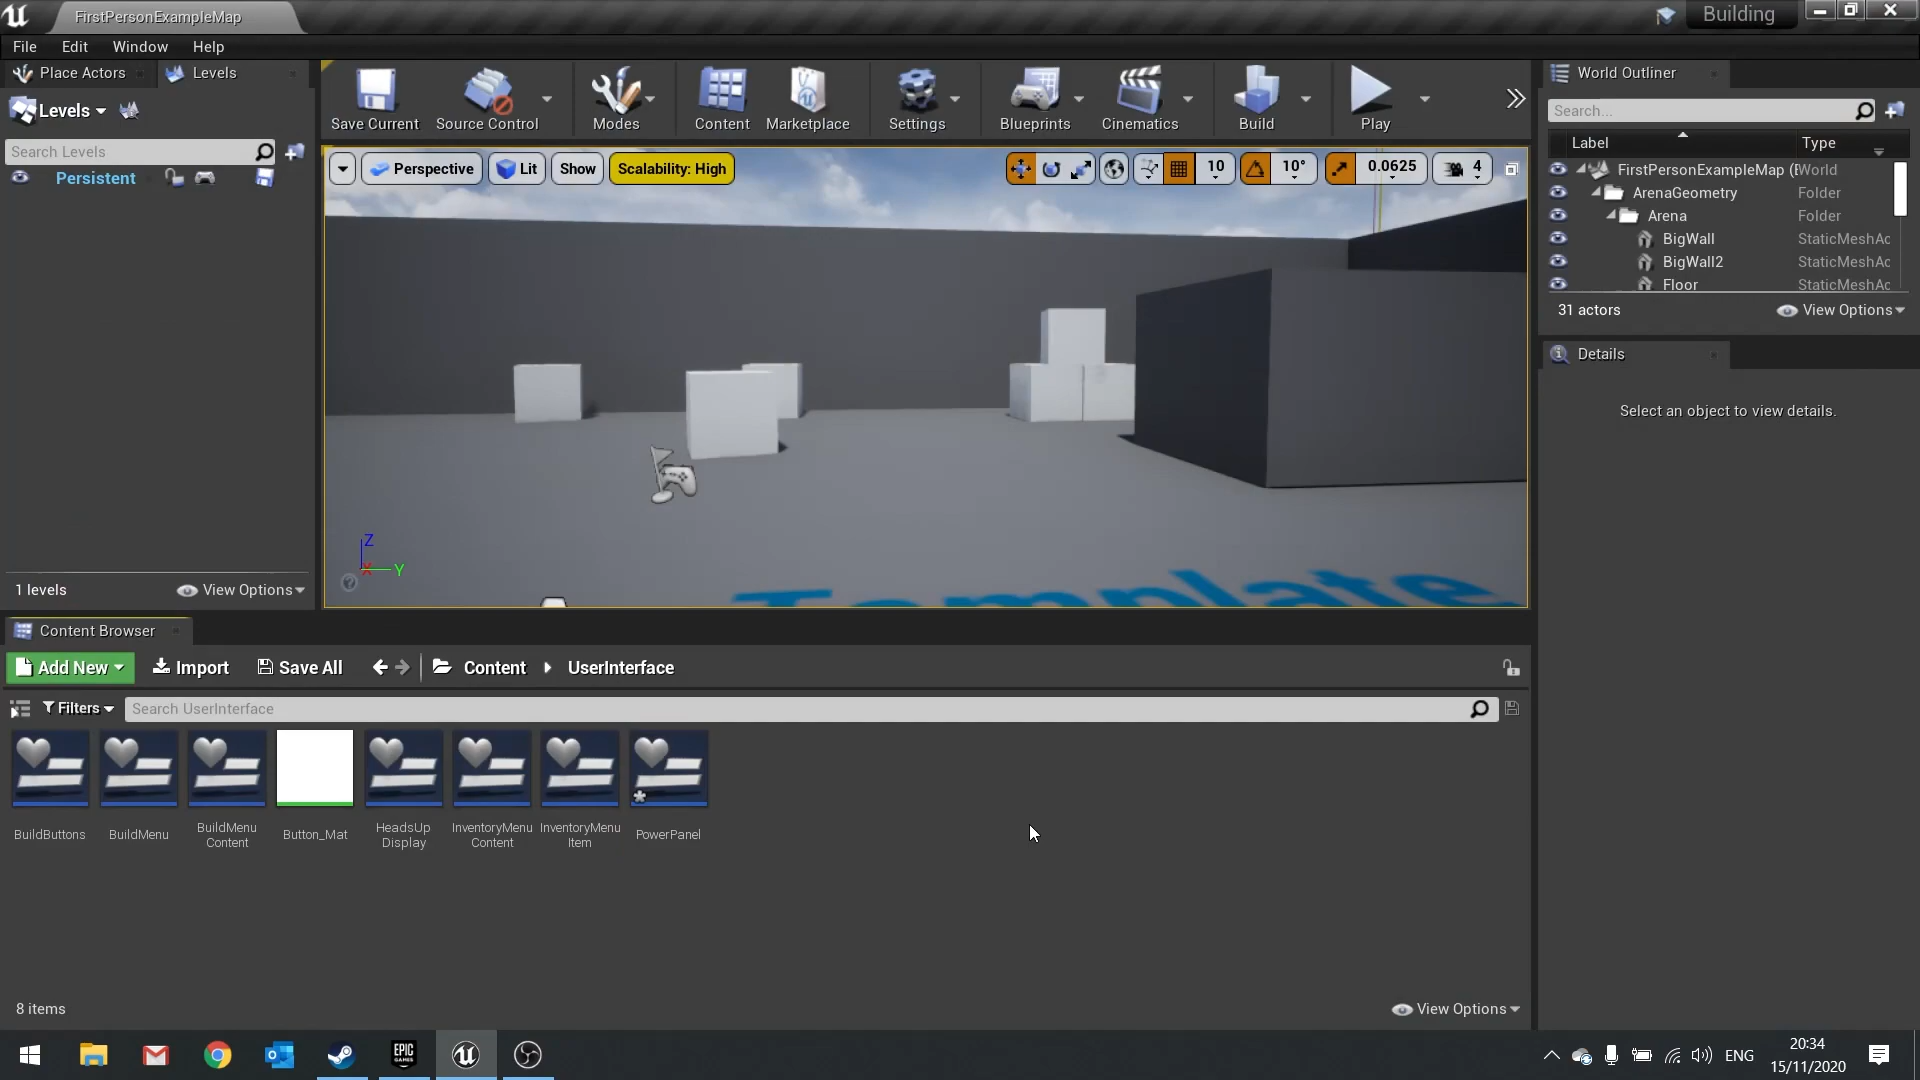 FirstPersonExampleMap
Building
File Edit Window Help
Place Actors Levels
Levels
Search Levels
Persistent
1 levels View Options
Save Current Source Control Modes Content Marketplace Settings Blueprints Cinematics Build Play
Perspective Lit Show Scalability: High 10 10° 0.0625 4
Z
X Y
Template
World Outliner
Search...
Label Type
FirstPersonExampleMap (E World
ArenaGeometry Folder
Arena Folder
BigWall StaticMeshAc
BigWall2 StaticMeshAc
Floor StaticMeshAc
31 actors View Options
Details
Select an object to view details.
Content Browser
Add New Import Save All Content UserInterface
Filters Search UserInterface
BuildButtons
BuildMenu
BuildMenu
Content
Button_Mat
HeadsUp
Display
InventoryMenu
Content
InventoryMenu
Item
PowerPanel
8 items View Options
EPIC
GAMES
ENG
20:34
15/11/2020